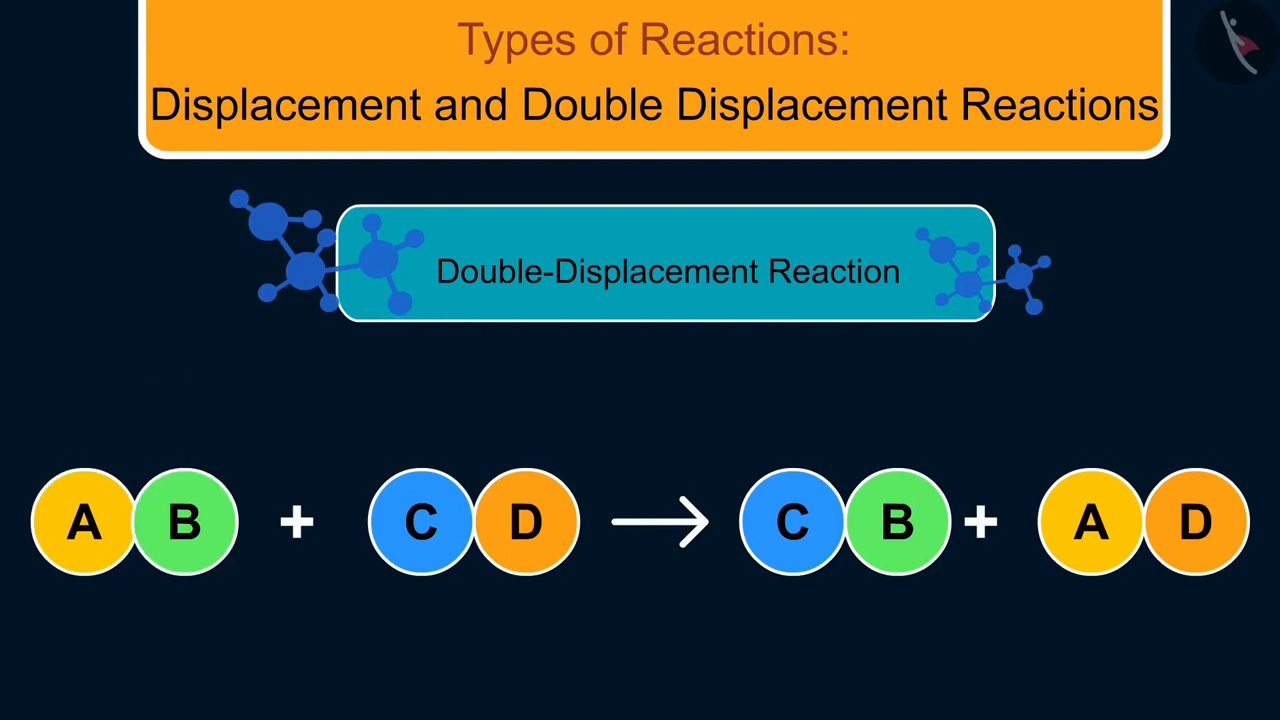 Types of Reactions:
Displacement and Double Displacement Reactions
Double-Displacement Reaction
A B + C D → C B + A D